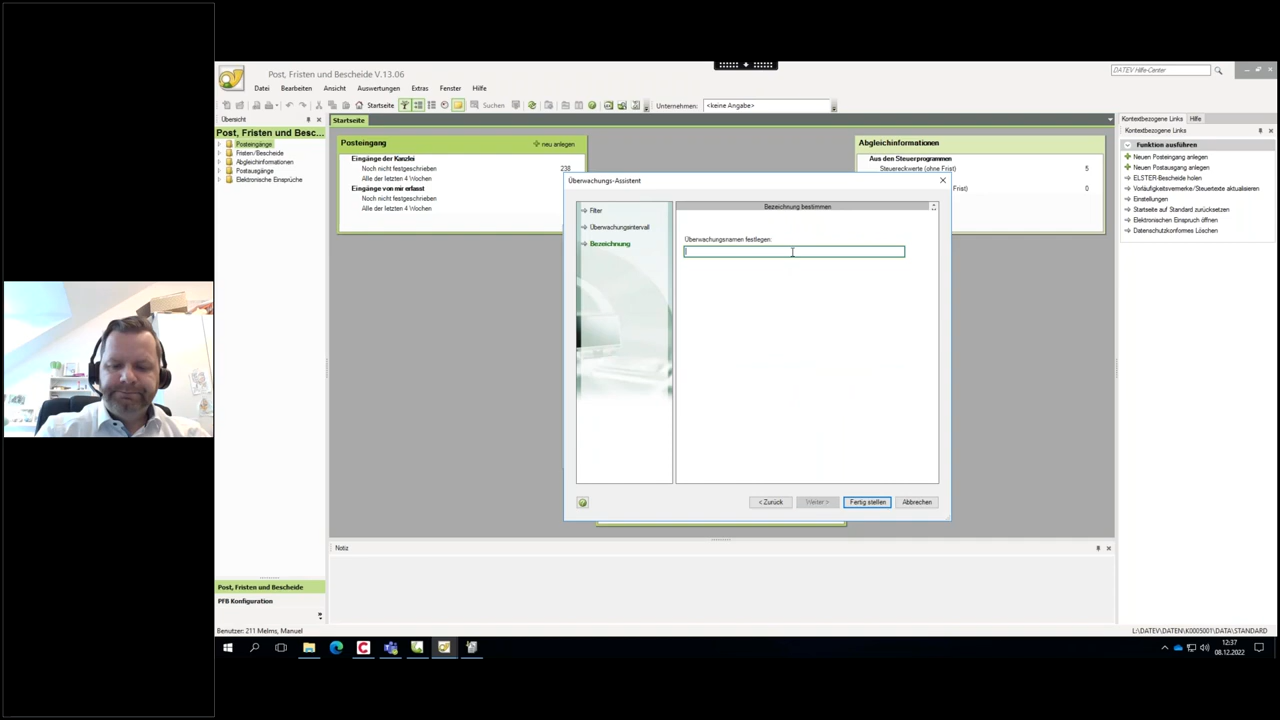 Post, Fristen und Bescheide V.13.06
DATEV Hilfe-Center
Datei Bearbeiten Ansicht Auswertungen Extras Fenster Hilfe
Startseite
Suchen
Unternehmen: <keine Angabe>
Übersicht
Startseite
Kontextbezogene Links Hilfe
Post, Fristen und Besc...
Posteingänge
Fristen/Bescheide
Abgleichinformationen
Postausgänge
Elektronische Einsprüche
Posteingang
neu anlegen
Eingänge der Kanzlei
Noch nicht festgeschrieben 238
Alle der letzten 4 Wochen
Eingänge von mir erfasst
Noch nicht festgeschrieben
Alle der letzten 4 Wochen
Abgleichinformationen
Aus den Steuerprogrammen
Steuereckwerte (ohne Frist) 5
Frist) 0
Überwachungs-Assistent
Filter
Überwachungsintervall
Bezeichnung
Bezeichnung bestimmen
Überwachungsnamen festlegen:
< Zurück
Weiter >
Fertig stellen
Abbrechen
Kontextbezogene Links
Funktion ausführen
Neuen Posteingang anlegen
Neuen Postausgang anlegen
ELSTER-Bescheide holen
Vorläufigkeitsvermerke/Steuertexte aktualisieren
Einstellungen
Startseite auf Standard zurücksetzen
Elektronischen Einspruch öffnen
Datenschutzkonformes Löschen
Notiz
Post, Fristen und Bescheide
PFB Konfiguration
Benutzer: 211 Melms, Manuel
L:\DATEV\DATEN\K0005001\DATA\STANDARD
12:37
08.12.2022